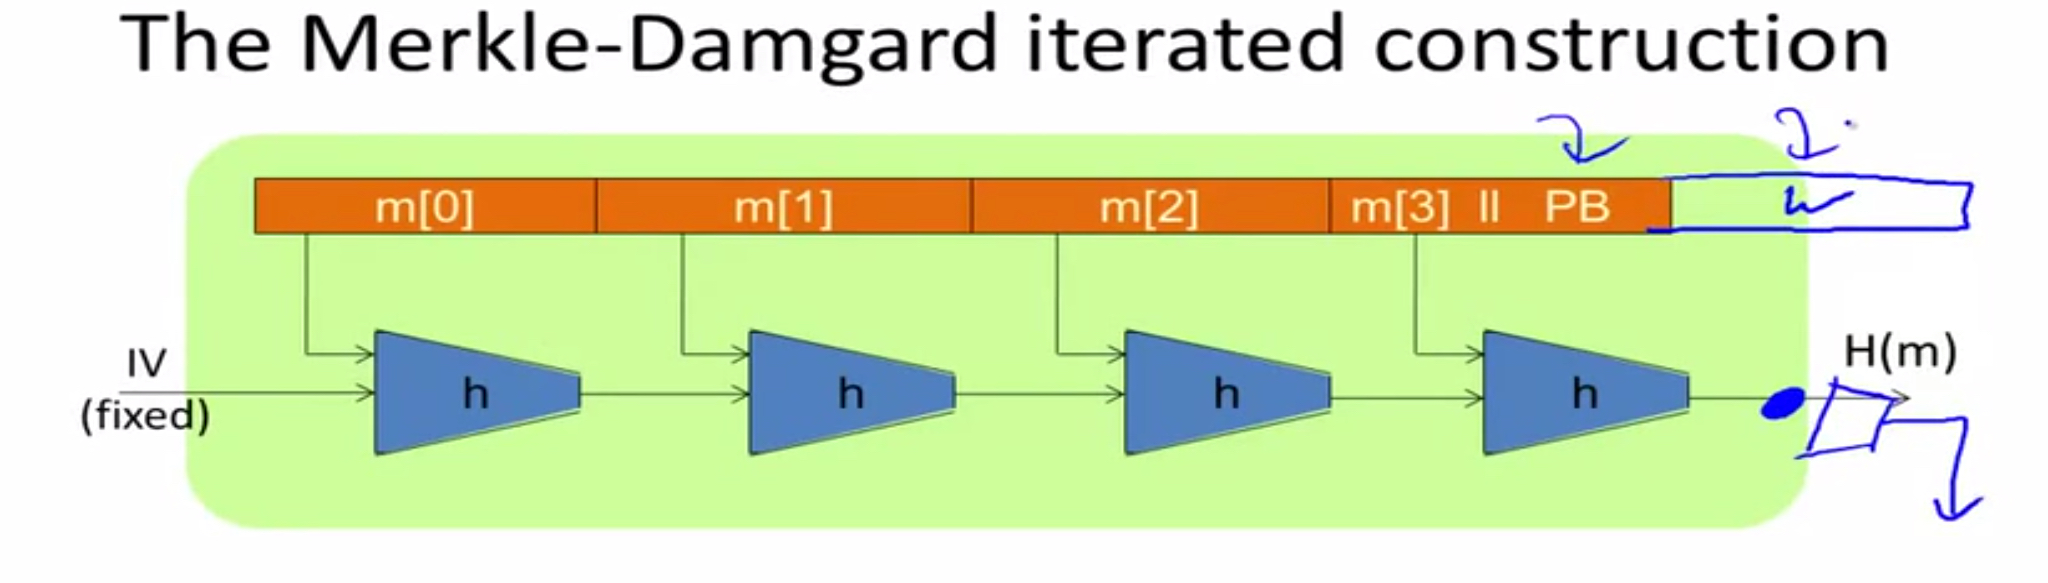 The Merkle-Damgard iterated construction
m[0] m[1] m[2] m[3] ll PB w
IV
(fixed)
h h h h
H(m)